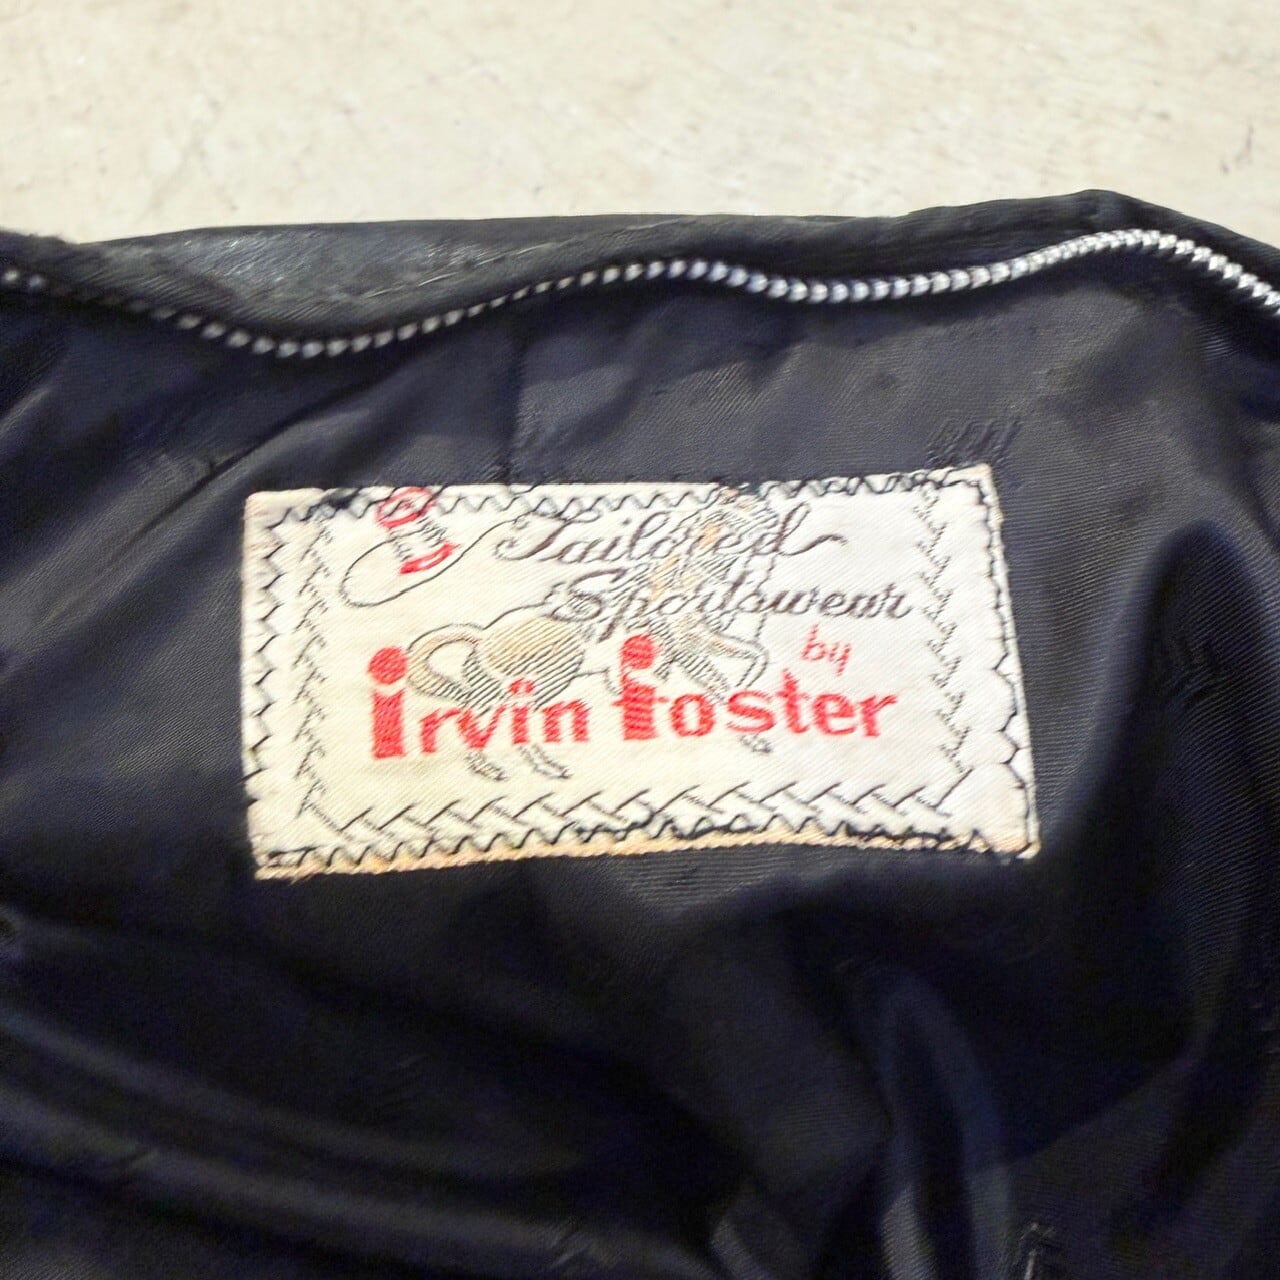 Tailored
Sportswear
by
irvin foster